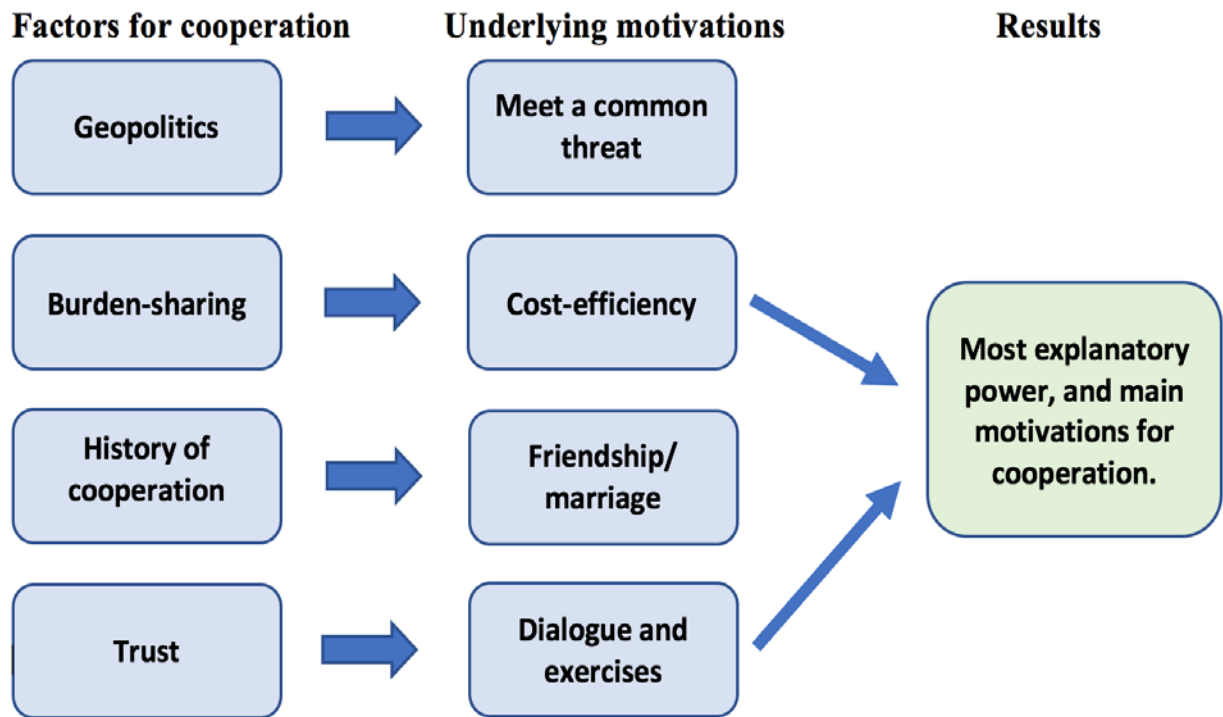 Factors for cooperation
Underlying motivations
Results
Geopolitics
Meet a common
threat
Burden-sharing
Cost-efficiency
Most explanatory
power, and main
motivations for
cooperation.
History of
cooperation
Friendship/
marriage
Trust
Dialogue and
exercises